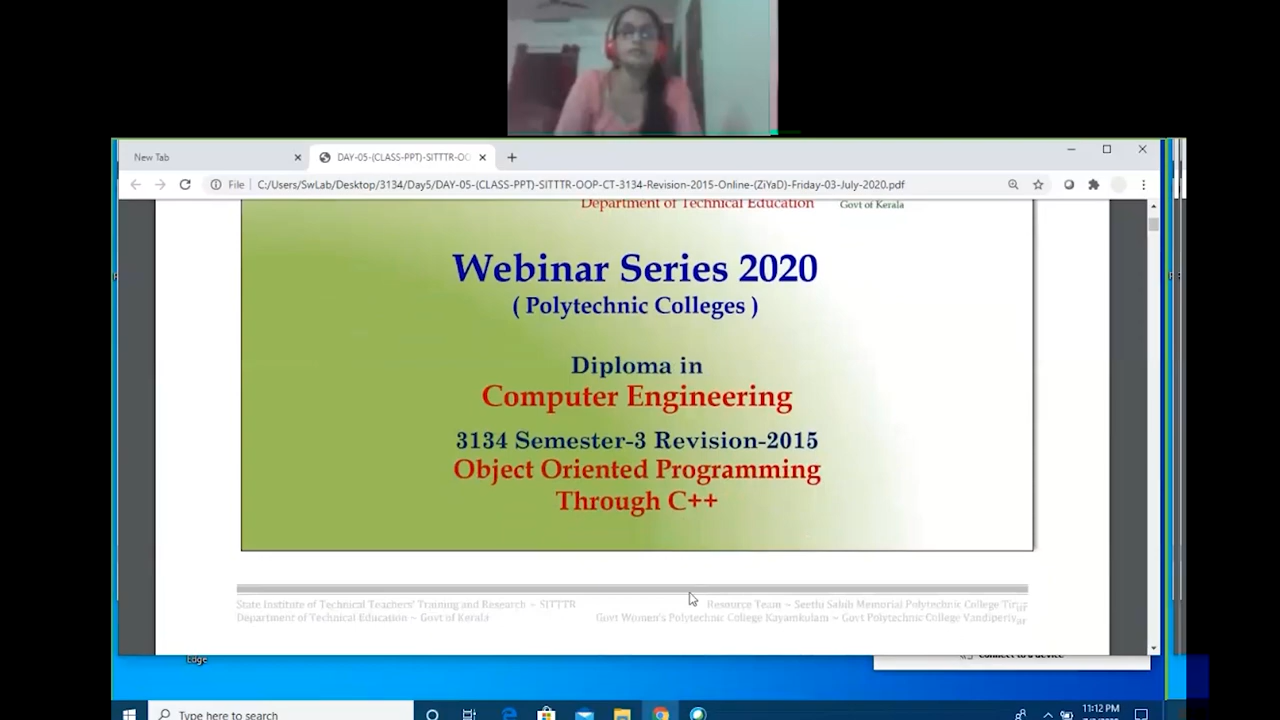 New Tab
DAY-05-(CLASS-PPT)-SITTTR-OO
File C:/Users/SwLab/Desktop/3134/Day5/DAY-05-(CLASS-PPT)-SITTTR-OOP-CT-3134-Revision-2015-Online-(ZiYaD)-Friday-03-July-2020.pdf
Department of Technical Education Govt of Kerala
Webinar Series 2020
( Polytechnic Colleges )
Diploma in
Computer Engineering
3134 Semester-3 Revision-2015
Object Oriented Programming
Through C++
State Institute of Technical Teachers' Training and Research ~ SITTTR
Resource Team ~ Seethi Sahib Memorial Polytechnic College
Department of Technical Education ~ Govt of Kerala
Govt Women's Polytechnic College Kayamkulam ~ Govt Polytechnic College
Edge
Connect to a device
Type here to search
11:12 PM